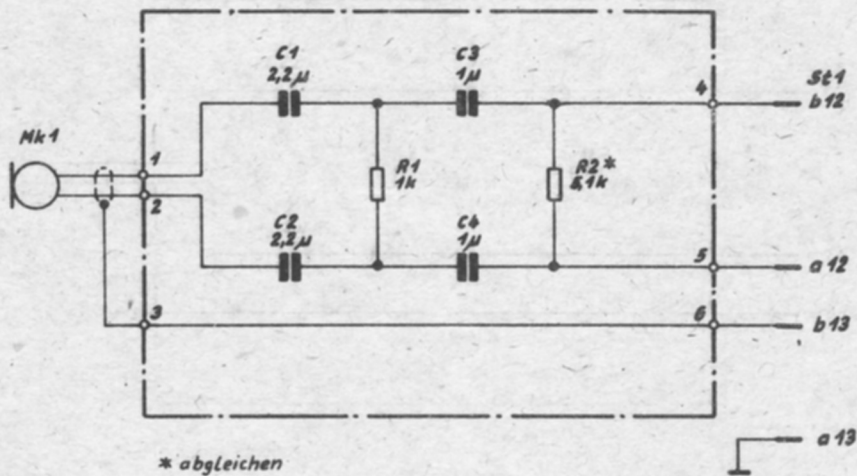 C1
2,2µ
C3
1µ
St1
4
b12
Mk1
1
2
R1
1k
R2*
5,1k
C2
2,2µ
C4
1µ
5
a12
3
6
b13
a13
* abgleichen